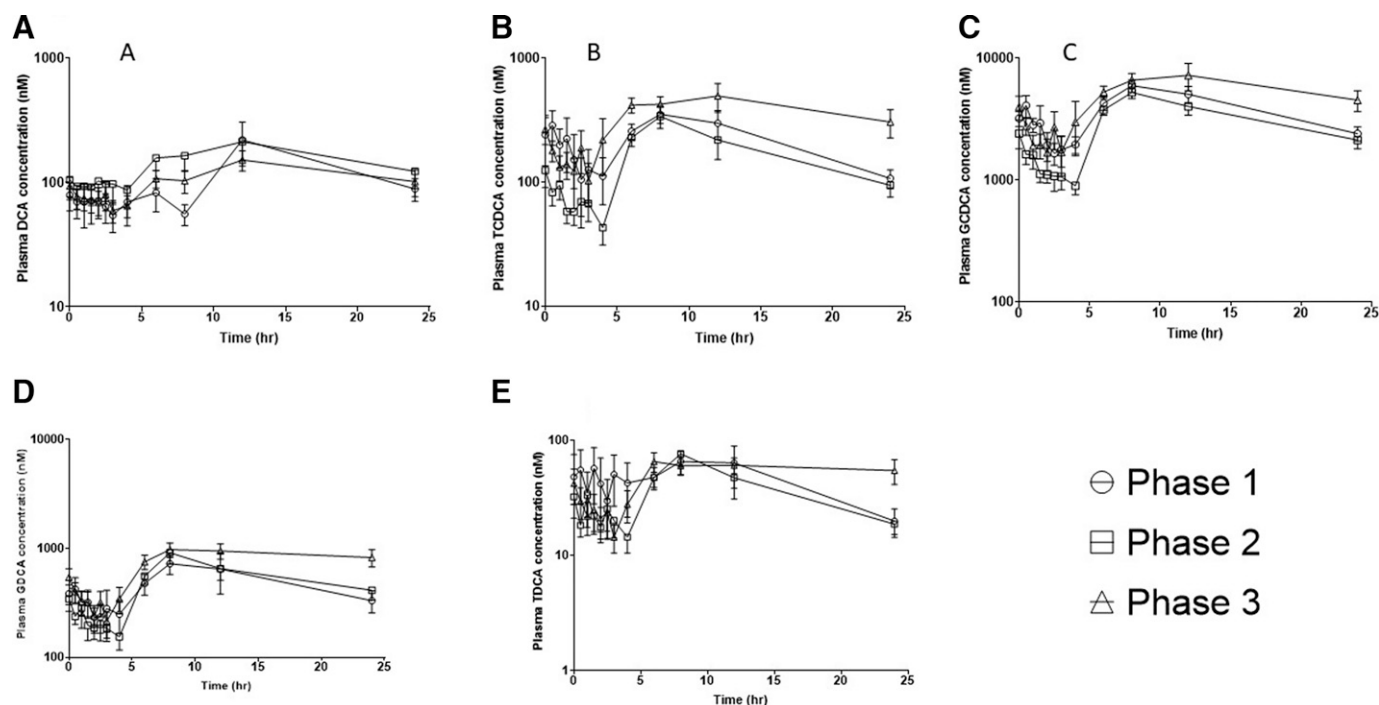 A
A
Plasma DCA concentration (nM)
1000
100
10
0
5
10
15
20
25
Time (hr)
B
B
Plasma TCDCA concentration (nM)
1000
100
10
0
5
10
15
20
25
Time (hr)
C
C
Plasma GCDCA concentration (nM)
10000
1000
100
0
5
10
15
20
25
Time (hr)
D
Plasma GDCA concentration (nM)
10000
1000
100
0
5
10
15
20
25
Time (hr)
E
Plasma TDCA concentration (nM)
100
10
1
0
5
10
15
20
25
Time (hr)
Phase 1
Phase 2
Phase 3